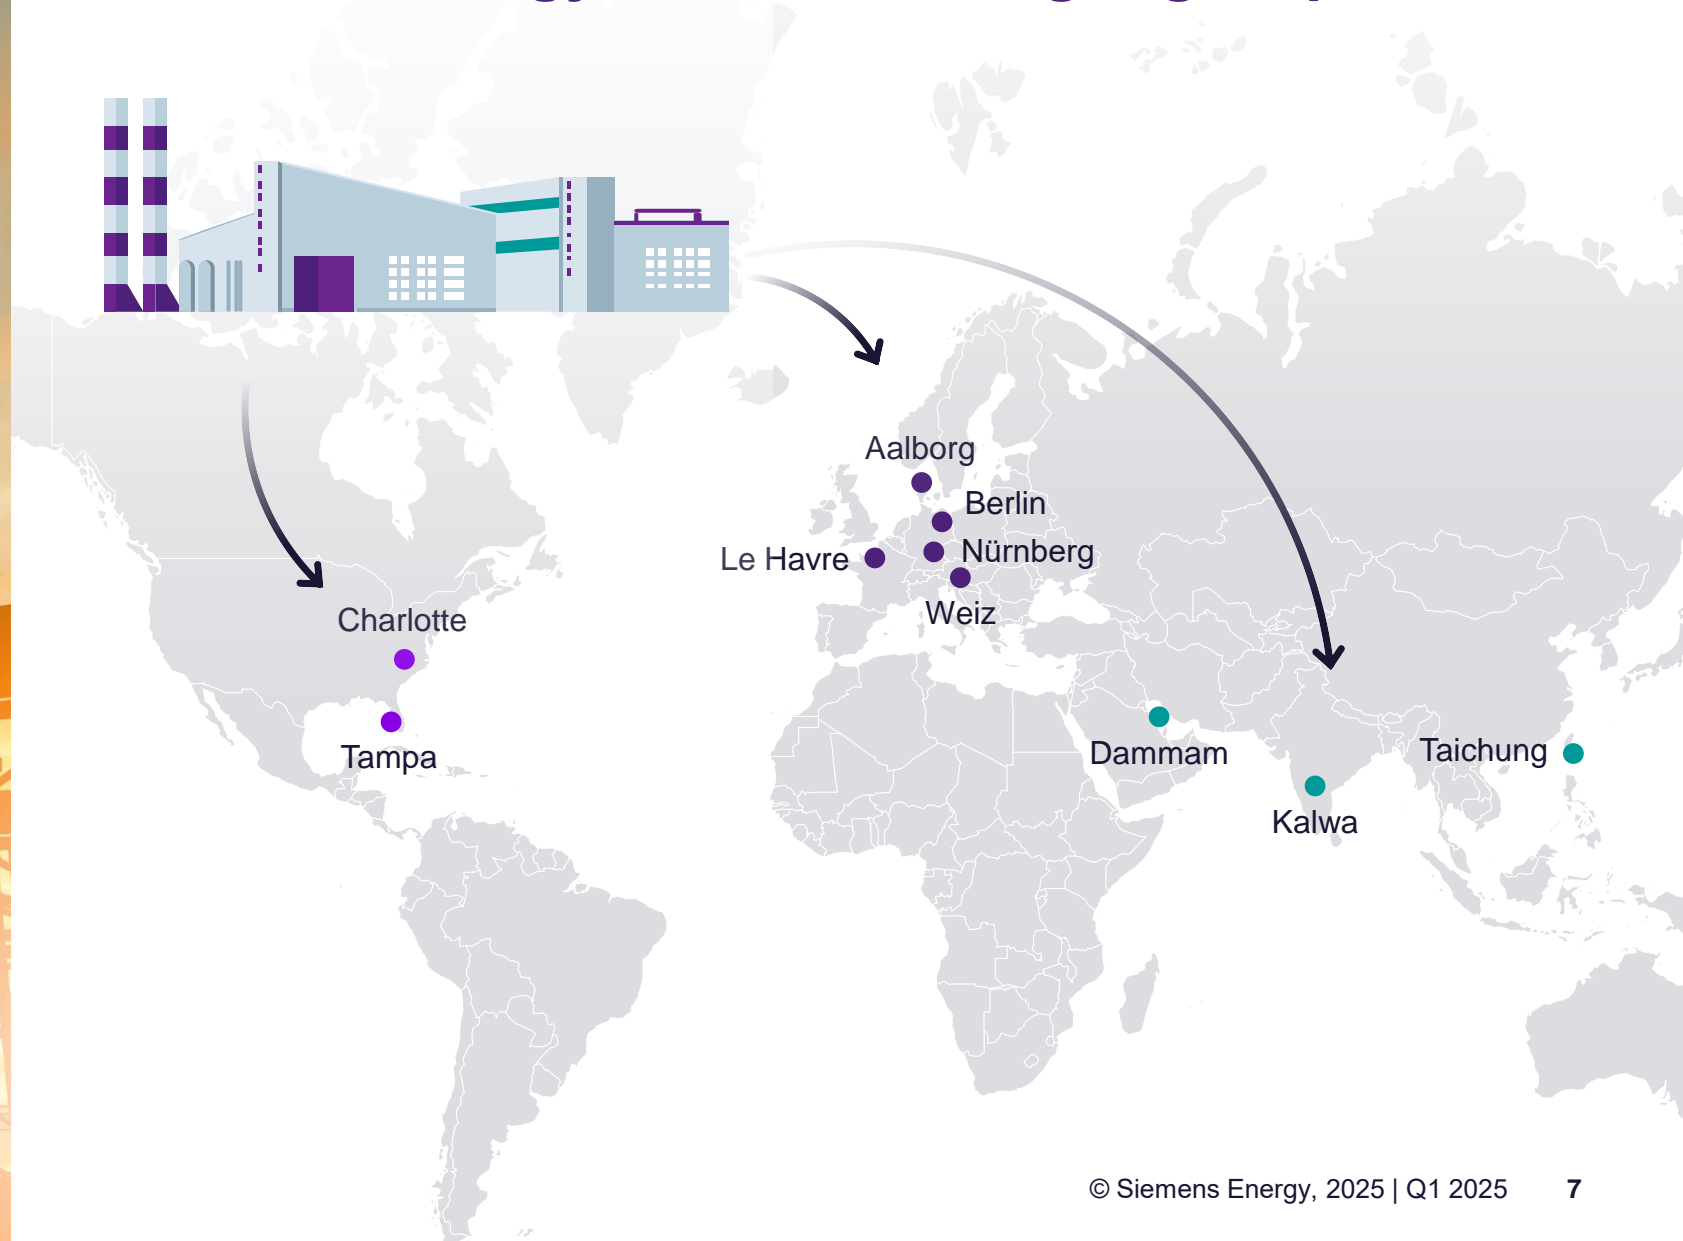 Aalborg
Berlin
Le Havre
Nürnberg
Weiz
Charlotte
Tampa
Dammam
Taichung
Kalwa
© Siemens Energy, 2025 | Q1 2025 7